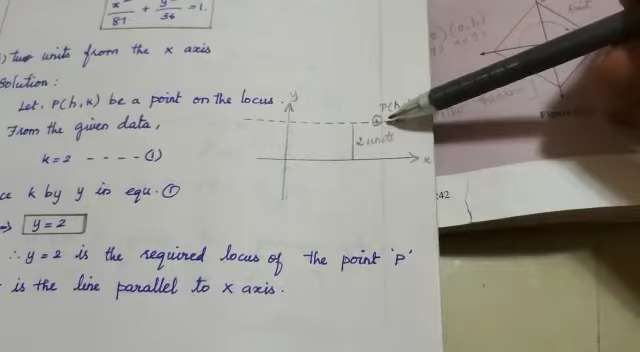 x²/81 + y²/36 = 1.
) two units from the x axis
Solution:
Let, P(h,k) be a point on the locus.
From the given data,
k=2 - - - - (1)
k by y in equ. (1)
⇒ y = 2
∴ y = 2 is the required locus of the point 'P'
is the line parallel to x axis.
y
P(h
2 units
x
(0,b)
:42